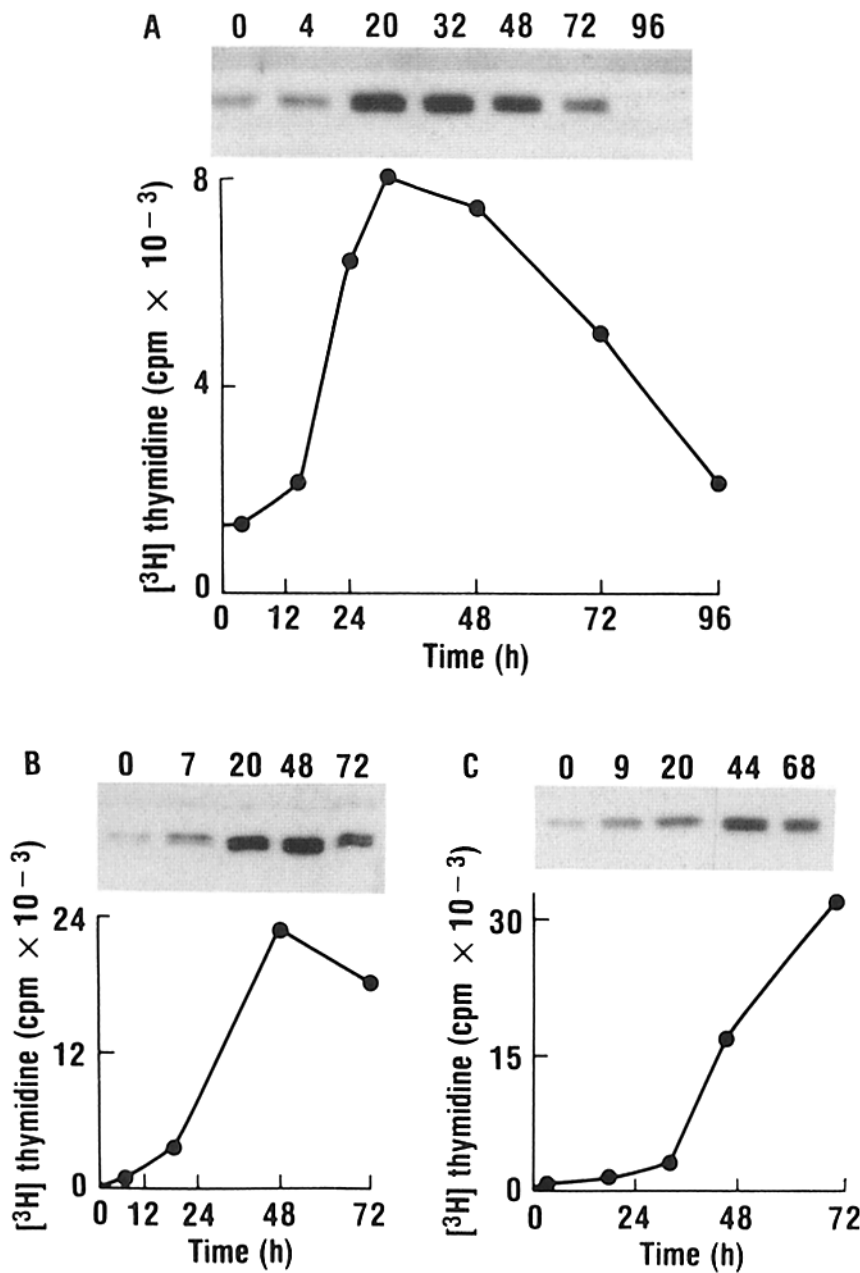 A 0 4 20 32 48 72 96
[³H] thymidine (cpm × 10⁻³)
8
4
0
0 12 24 48 72 96
Time (h)
B 0 7 20 48 72
[³H] thymidine (cpm × 10⁻³)
24
12
0
0 12 24 48 72
Time (h)
C 0 9 20 44 68
[³H] thymidine (cpm × 10⁻³)
30
15
0
0 24 48 72
Time (h)